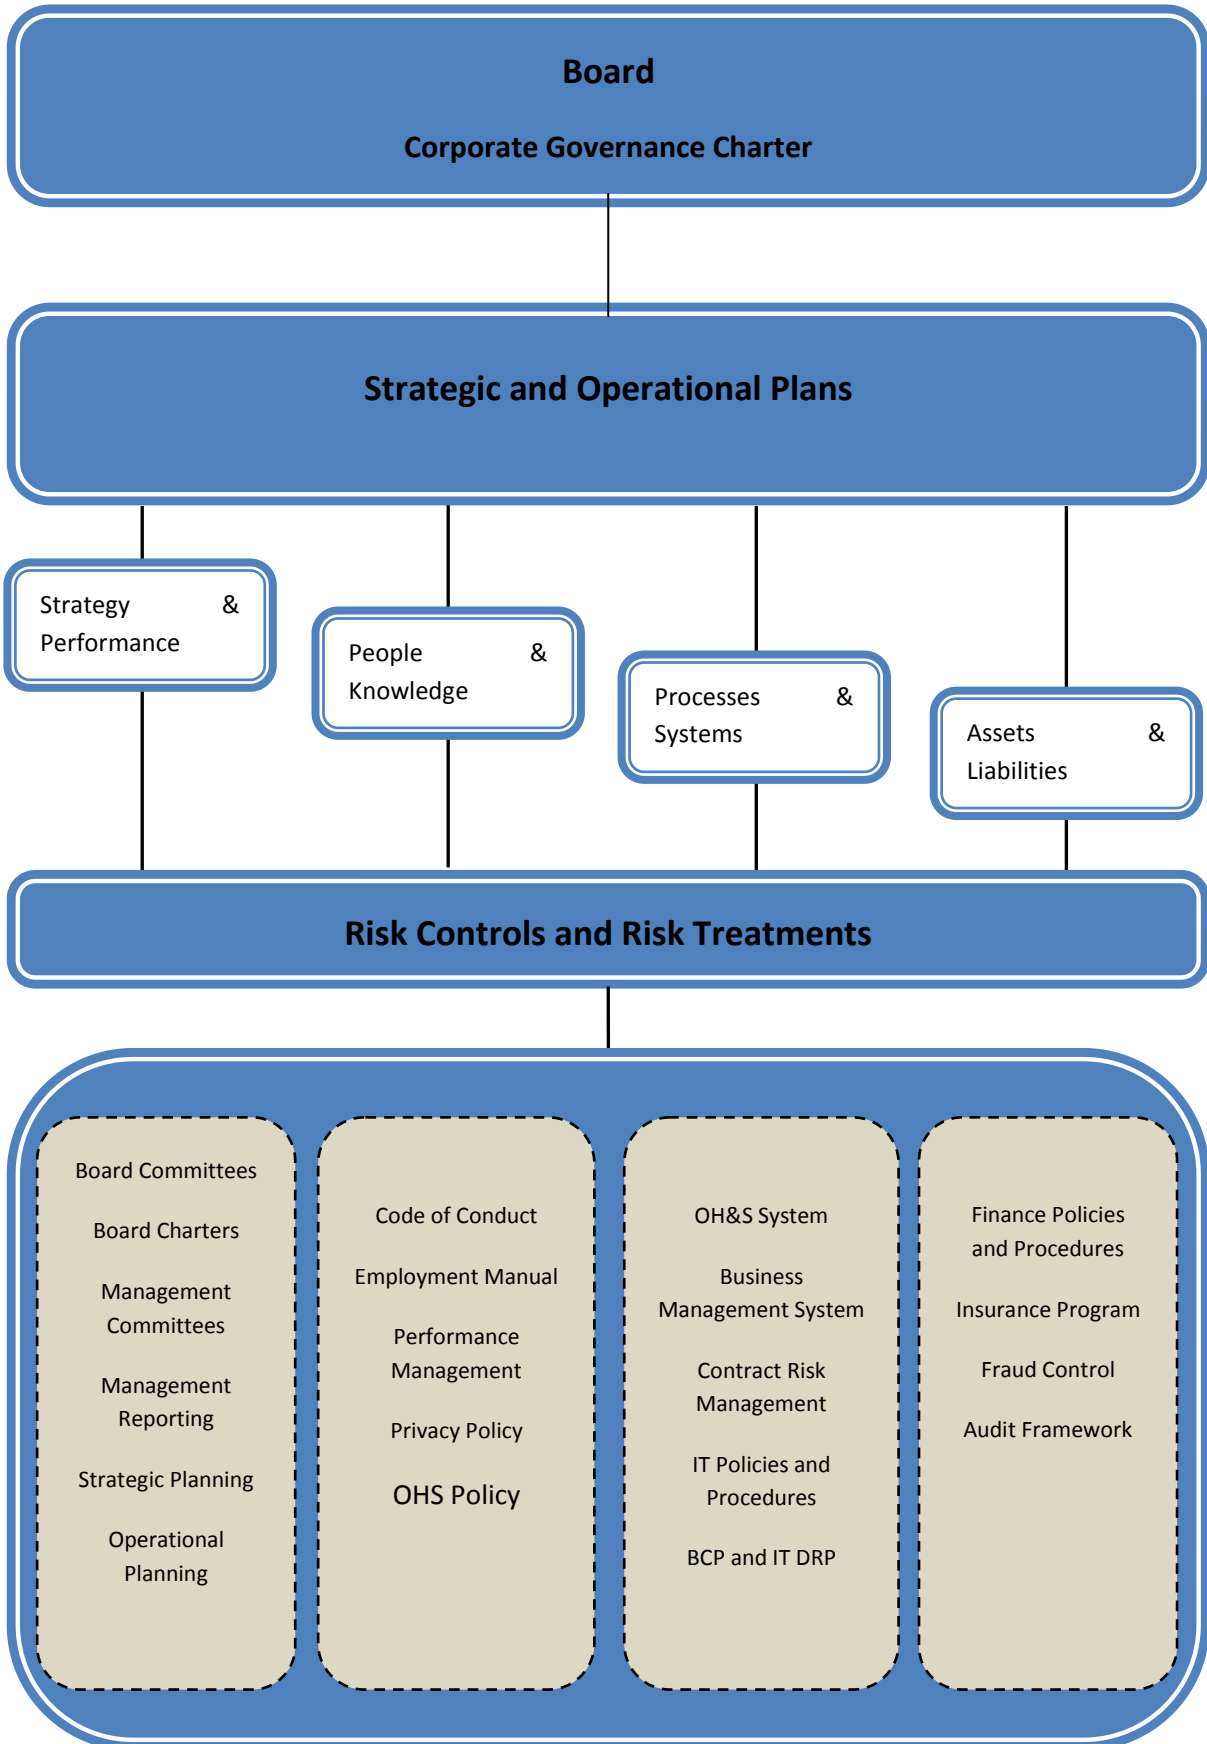 Board
Corporate Governance Charter
Strategic and Operational Plans
Strategy &
Performance
People &
Knowledge
Processes &
Systems
Assets &
Liabilities
Risk Controls and Risk Treatments
Board Committees
Board Charters
Management
Committees
Management
Reporting
Strategic Planning
Operational
Planning
Code of Conduct
Employment Manual
Performance
Management
Privacy Policy
OHS Policy
OH&S System
Business
Management System
Contract Risk
Management
IT Policies and
Procedures
BCP and IT DRP
Finance Policies
and Procedures
Insurance Program
Fraud Control
Audit Framework